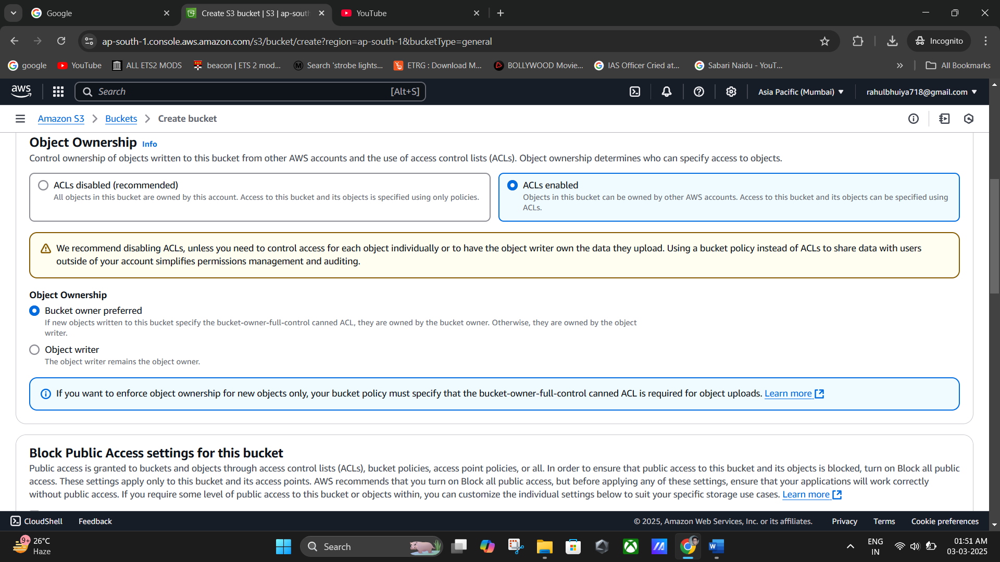 Google
Create S3 bucket | S3 | ap-sout
YouTube
ap-south-1.console.aws.amazon.com/s3/bucket/create?region=ap-south-1&bucketType=general
Incognito
google
YouTube
ALL ETS2 MODS
beacon | ETS 2 mod...
Search 'strobe lights...
ETRG : Download M...
BOLLYWOOD Movie...
IAS Officer Cried at...
Sabari Naidu - YouT...
All Bookmarks
aws
Search
[Alt+S]
Asia Pacific (Mumbai)
rahulbhuiya718@gmail.com
Amazon S3
Buckets
Create bucket
Object Ownership Info
Control ownership of objects written to this bucket from other AWS accounts and the use of access control lists (ACLs). Object ownership determines who can specify access to objects.
ACLs disabled (recommended)
All objects in this bucket are owned by this account. Access to this bucket and its objects is specified using only policies.
ACLs enabled
Objects in this bucket can be owned by other AWS accounts. Access to this bucket and its objects can be specified using
ACLs.
We recommend disabling ACLs, unless you need to control access for each object individually or to have the object writer own the data they upload. Using a bucket policy instead of ACLs to share data with users
outside of your account simplifies permissions management and auditing.
Object Ownership
Bucket owner preferred
If new objects written to this bucket specify the bucket-owner-full-control canned ACL, they are owned by the bucket owner. Otherwise, they are owned by the object
writer.
Object writer
The object writer remains the object owner.
If you want to enforce object ownership for new objects only, your bucket policy must specify that the bucket-owner-full-control canned ACL is required for object uploads. Learn more
Block Public Access settings for this bucket
Public access is granted to buckets and objects through access control lists (ACLs), bucket policies, access point policies, or all. In order to ensure that public access to this bucket and its objects is blocked, turn on Block all public
access. These settings apply only to this bucket and its access points. AWS recommends that you turn on Block all public access, but before applying any of these settings, ensure that your applications will work correctly
without public access. If you require some level of public access to this bucket or objects within, you can customize the individual settings below to suit your specific storage use cases. Learn more
CloudShell
Feedback
© 2025, Amazon Web Services, Inc. or its affiliates.
Privacy
Terms
Cookie preferences
9+
26°C
Haze
Search
ENG
IN
01:51 AM
03-03-2025